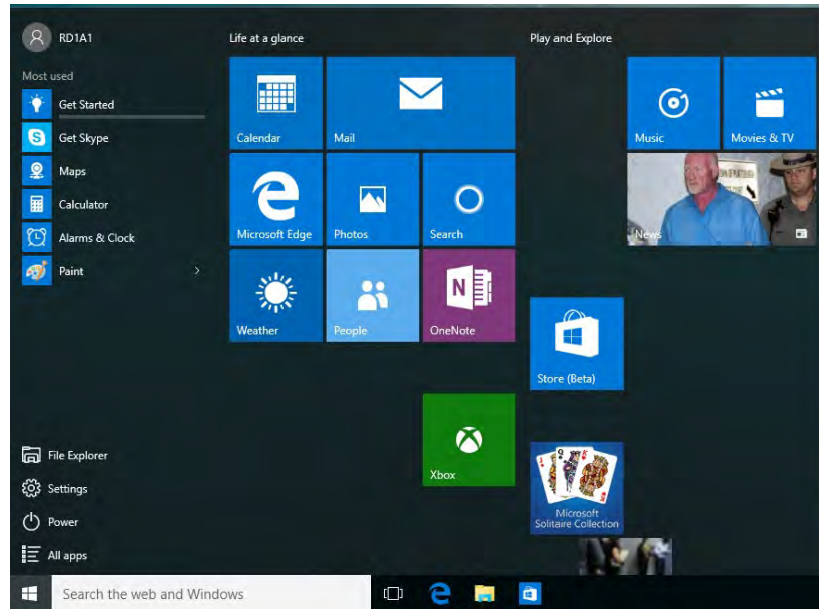 RD1A1
Most used
Get Started
Get Skype
Maps
Calculator
Alarms & Clock
Paint
File Explorer
Settings
Power
All apps
Life at a glance
Calendar
Mail
Microsoft Edge
Photos
Search
Weather
People
OneNote
Xbox
Play and Explore
Music
Movies & TV
News
Store (Beta)
Microsoft
Solitaire Collection
Search the web and Windows